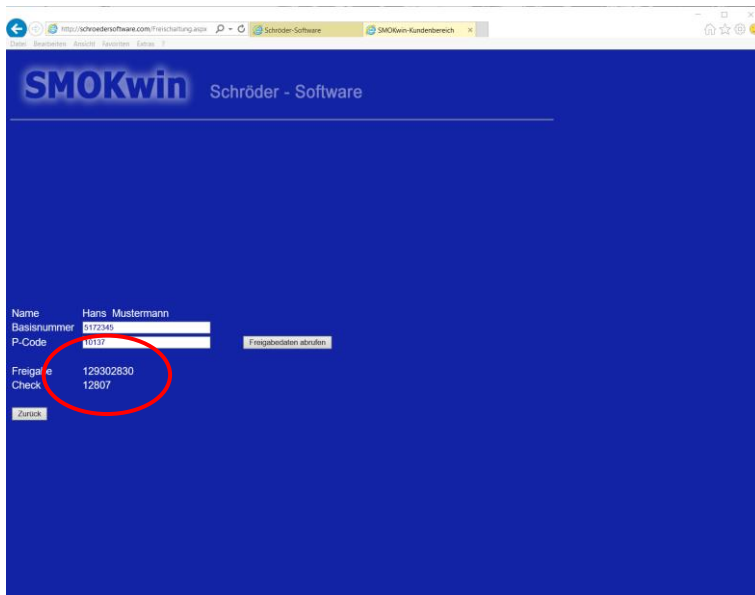 http://schroedersoftware.com/Freischaltung.aspx
Schröder-Software
SMOKwin-Kundenbereich
Datei Bearbeiten Ansicht Favoriten Extras ?
SMOKwin Schröder - Software
Name Hans Mustermann
Basisnummer 5172345
P-Code 10137 Freigabedaten abrufen
Freigabe 129302830
Check 12807
Zurück